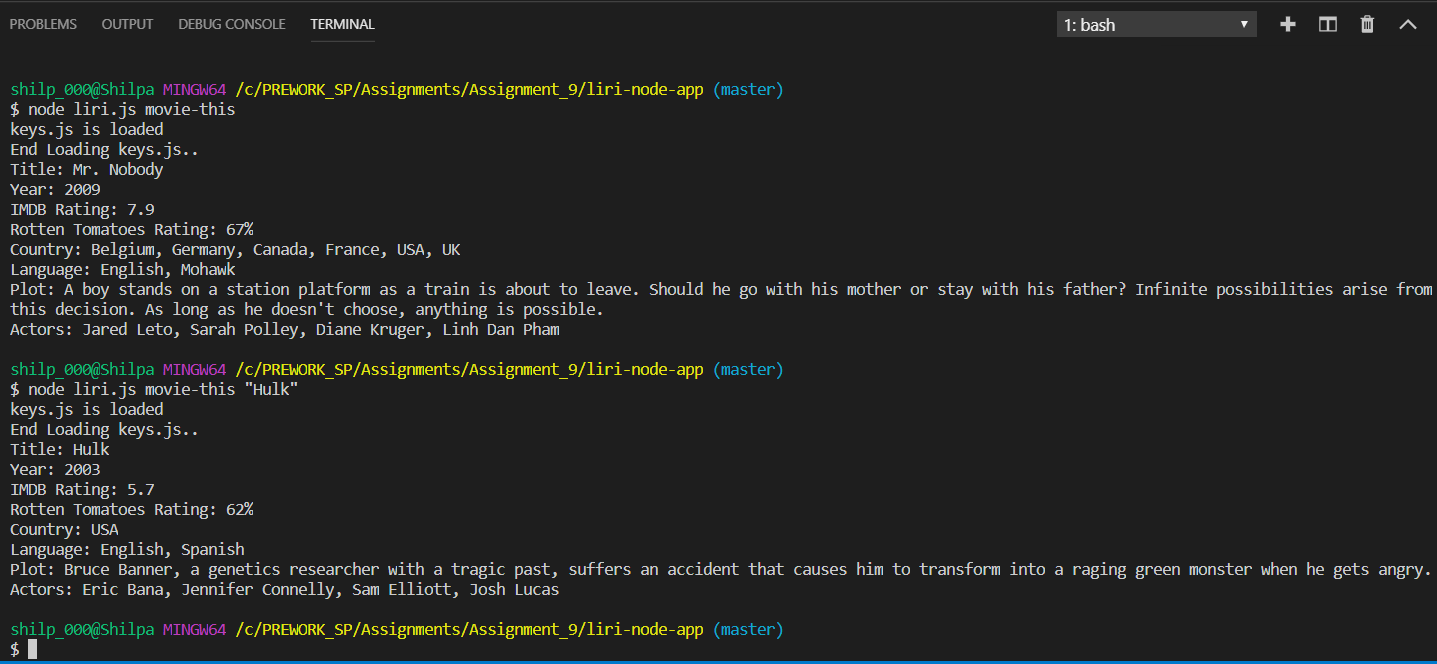 PROBLEMS OUTPUT DEBUG CONSOLE TERMINAL 1: bash
shilp_000@Shilpa MINGW64 /c/PREWORK_SP/Assignments/Assignment_9/liri-node-app (master)
$ node liri.js movie-this
keys.js is loaded
End Loading keys.js..
Title: Mr. Nobody
Year: 2009
IMDB Rating: 7.9
Rotten Tomatoes Rating: 67%
Country: Belgium, Germany, Canada, France, USA, UK
Language: English, Mohawk
Plot: A boy stands on a station platform as a train is about to leave. Should he go with his mother or stay with his father? Infinite possibilities arise from
this decision. As long as he doesn't choose, anything is possible.
Actors: Jared Leto, Sarah Polley, Diane Kruger, Linh Dan Pham
shilp_000@Shilpa MINGW64 /c/PREWORK_SP/Assignments/Assignment_9/liri-node-app (master)
$ node liri.js movie-this "Hulk"
keys.js is loaded
End Loading keys.js..
Title: Hulk
Year: 2003
IMDB Rating: 5.7
Rotten Tomatoes Rating: 62%
Country: USA
Language: English, Spanish
Plot: Bruce Banner, a genetics researcher with a tragic past, suffers an accident that causes him to transform into a raging green monster when he gets angry.
Actors: Eric Bana, Jennifer Connelly, Sam Elliott, Josh Lucas
shilp_000@Shilpa MINGW64 /c/PREWORK_SP/Assignments/Assignment_9/liri-node-app (master)
$